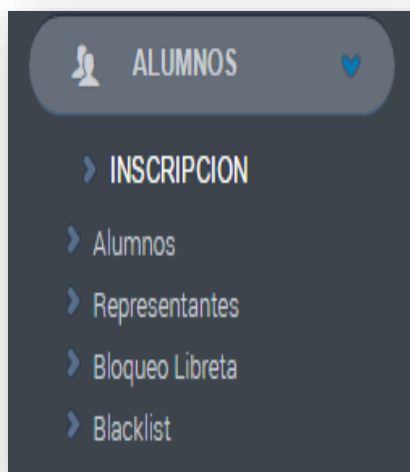 ALUMNOS
INSCRIPCION
Alumnos
Representantes
Bloqueo Libreta
Blacklist